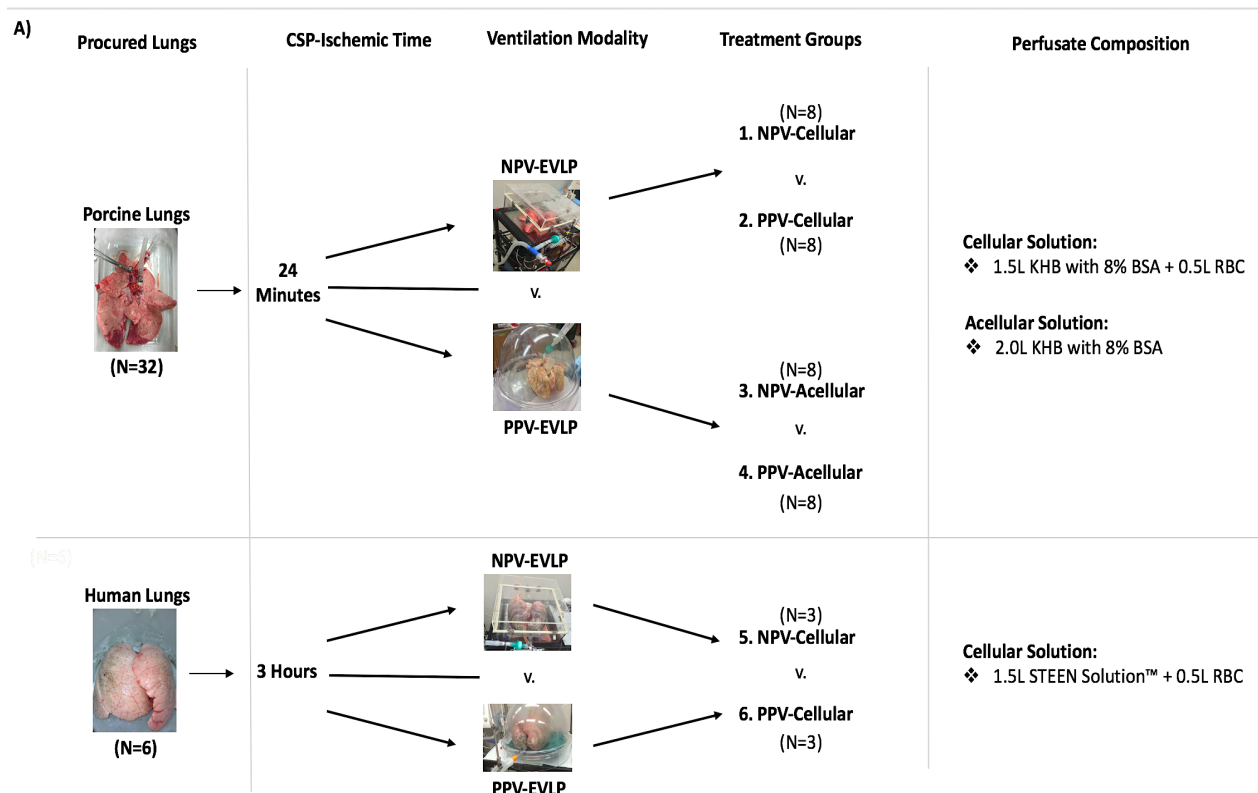 A)
Procured Lungs
CSP-Ischemic Time
Ventilation Modality
Treatment Groups
Perfusate Composition
Porcine Lungs
(N=32)
24
Minutes
NPV-EVLP
v.
PPV-EVLP
(N=8)
1. NPV-Cellular
v.
2. PPV-Cellular
(N=8)
(N=8)
3. NPV-Acellular
v.
4. PPV-Acellular
(N=8)
Cellular Solution:
❖ 1.5L KHB with 8% BSA + 0.5L RBC
Acellular Solution:
❖ 2.0L KHB with 8% BSA
(N=6)
Human Lungs
(N=6)
3 Hours
NPV-EVLP
v.
PPV-EVLP
(N=3)
5. NPV-Cellular
v.
6. PPV-Cellular
(N=3)
Cellular Solution:
❖ 1.5L STEEN Solution™ + 0.5L RBC